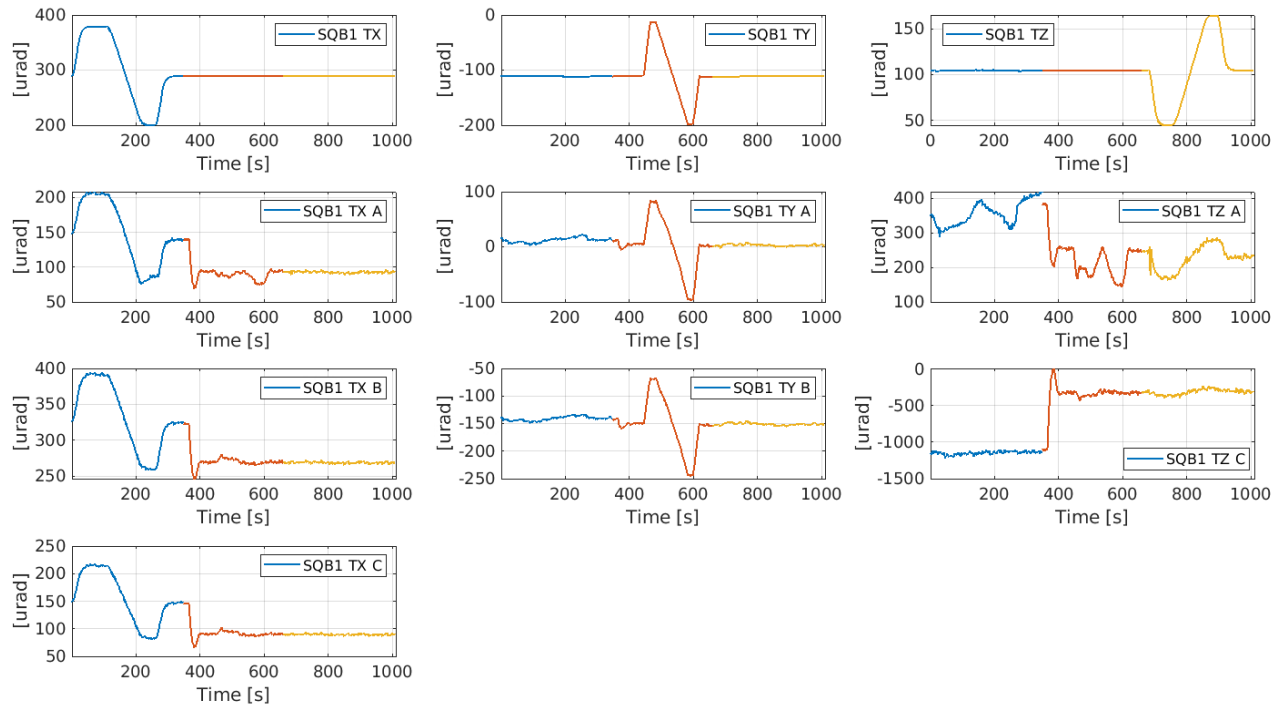 400 300 200 [urad] SQB1 TX 200 400 600 800 1000 Time [s]
0 -100 -200 [urad] SQB1 TY 0 200 400 600 800 1000 Time [s]
150 100 50 [urad] SQB1 TZ 0 200 400 600 800 1000 Time [s]
200 150 100 50 [urad] SQB1 TX A 200 400 600 800 1000 Time [s]
100 0 -100 [urad] SQB1 TY A 0 200 400 600 800 1000 Time [s]
400 300 200 100 [urad] SQB1 TZ A 200 400 600 800 1000 Time [s]
400 350 300 250 [urad] SQB1 TX B 200 400 600 800 1000 Time [s]
-50 -100 -150 -200 -250 [urad] SQB1 TY B 0 200 400 600 800 1000 Time [s]
0 -500 -1000 -1500 [urad] SQB1 TZ C 200 400 600 800 1000 Time [s]
250 200 150 100 50 [urad] SQB1 TX C 200 400 600 800 1000 Time [s]